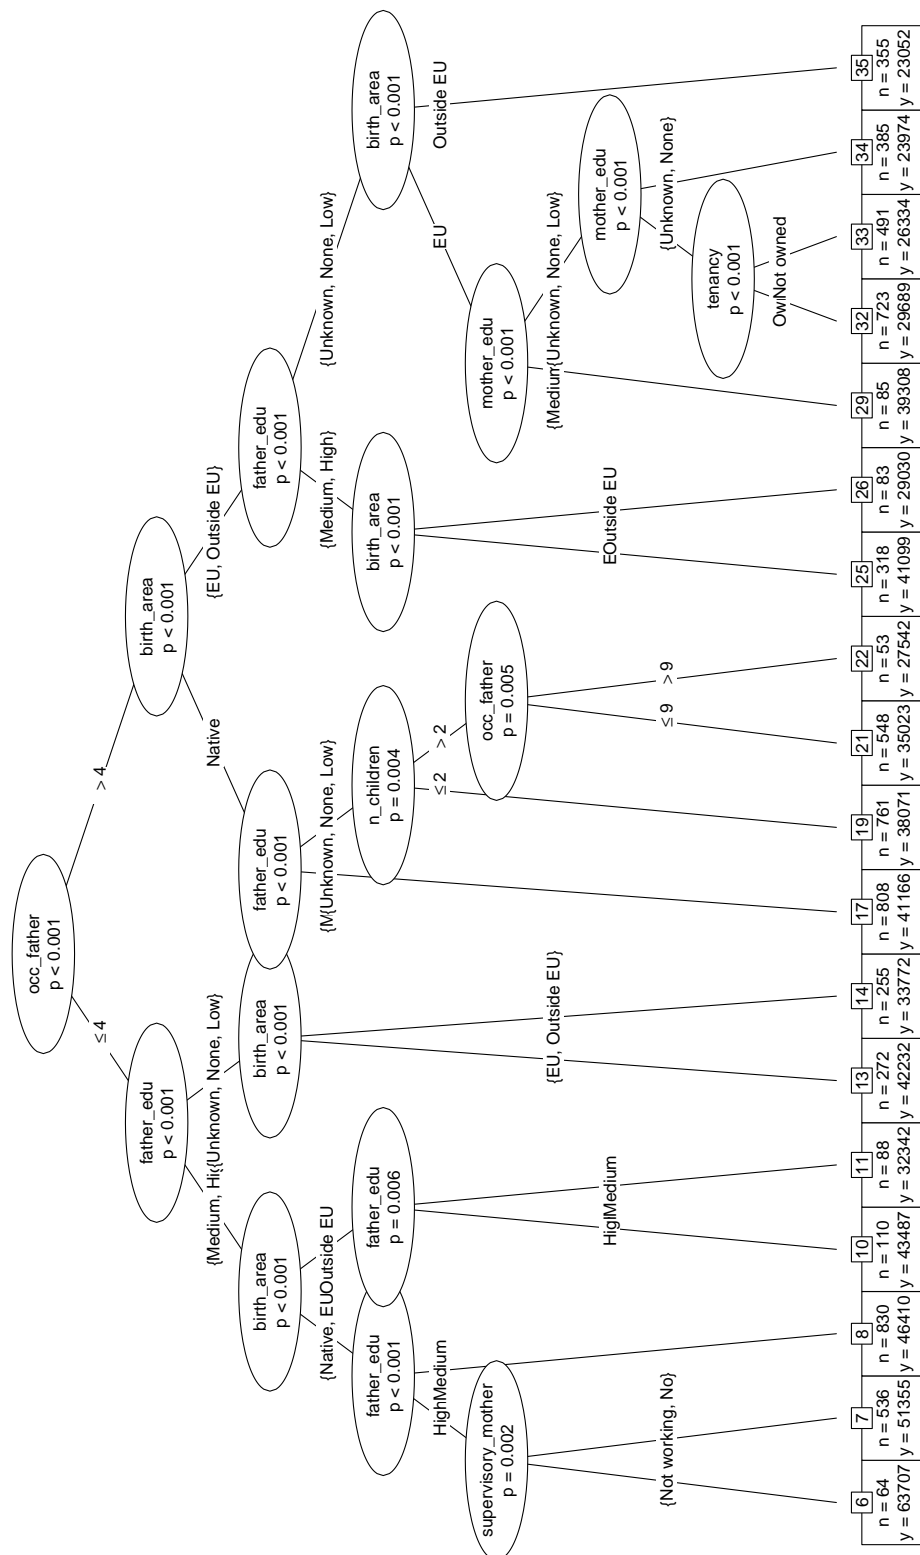 occ_father
p < 0.001
≤ 4
> 4
father_edu
p < 0.001
birth_area
p < 0.001
{Medium, Hi
{Unknown, None, Low}
Native
{EU, Outside EU}
birth_area
p < 0.001
birth_area
p < 0.001
father_edu
p < 0.001
father_edu
p < 0.001
{Native, EU
Outside EU
{M
{Unknown, None, Low}
{Medium, High}
{Unknown, None, Low}
father_edu
p < 0.001
father_edu
p = 0.006
n_children
p = 0.004
birth_area
p < 0.001
birth_area
p < 0.001
High
Medium
≤ 2
> 2
EU
Outside EU
supervisory_mother
p = 0.002
occ_father
p = 0.005
mother_edu
p < 0.001
{Medium
{Unknown, None, Low}
mother_edu
p < 0.001
{Unknown, None}
tenancy
p < 0.001
{Not working, No}
Medium
{EU, Outside EU}
≤ 9
> 9
Outside EU
Not owned
6
n = 64
y = 63707
7
n = 536
y = 51355
8
n = 830
y = 46410
10
n = 110
y = 43487
11
n = 88
y = 32342
13
n = 272
y = 42232
14
n = 255
y = 33772
17
n = 808
y = 41166
19
n = 761
y = 38071
21
n = 548
y = 35023
22
n = 53
y = 27542
25
n = 318
y = 41099
26
n = 83
y = 29030
29
n = 85
y = 39308
32
n = 723
y = 29689
33
n = 491
y = 26334
34
n = 385
y = 23974
35
n = 355
y = 23052